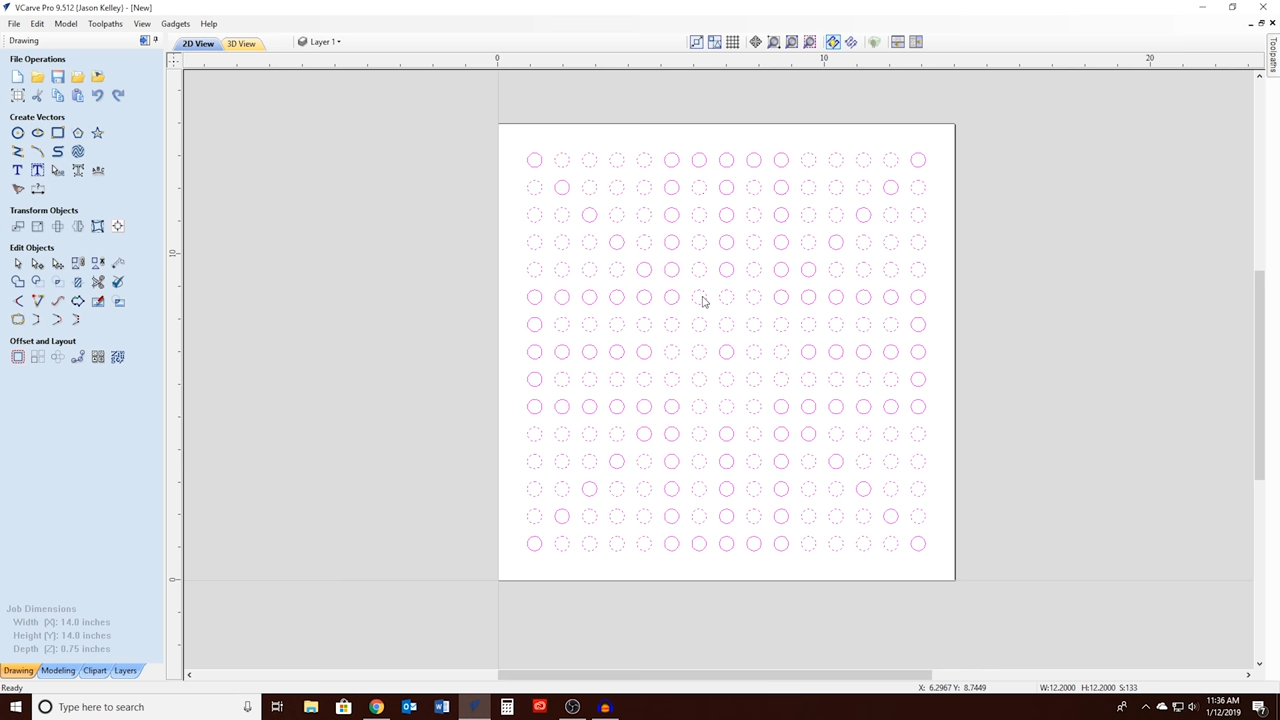 VCarve Pro 9.512 {Jason Kelley} - [New]
File Edit Model Toolpaths View Gadgets Help
Drawing
2D View 3D View Layer 1
File Operations
Create Vectors
Transform Objects
Edit Objects
Offset and Layout
0 10 20
10
0
Toolpaths
Job Dimensions
Width (X): 14.0 inches
Height (Y): 14.0 inches
Depth (Z): 0.75 inches
Drawing Modeling Clipart Layers
Ready
X: 6.2967 Y: 8.7449 W:12.2000 H:12.2000 S:133
Type here to search
11:36 AM
1/12/2019